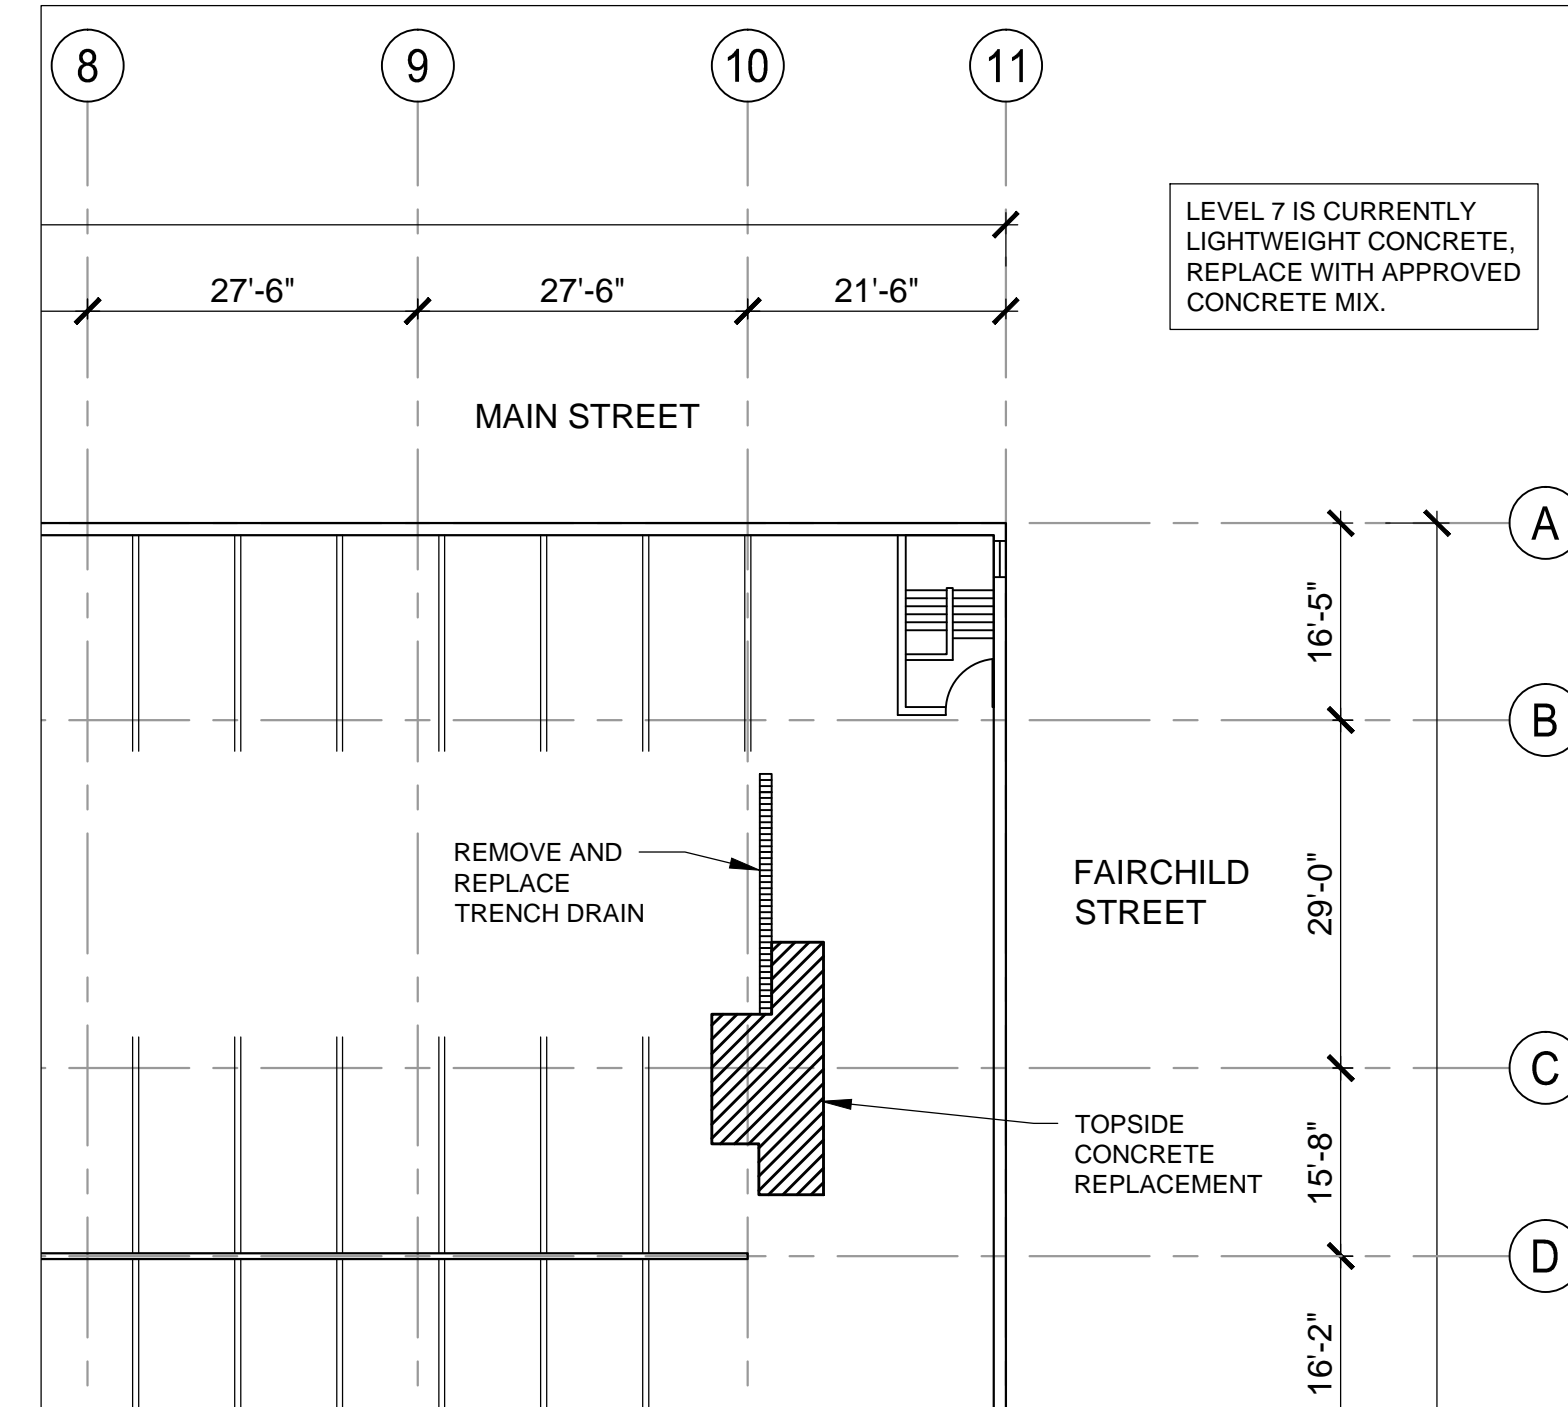 8
9
10
11
LEVEL 7 IS CURRENTLY
LIGHTWEIGHT CONCRETE,
REPLACE WITH APPROVED
CONCRETE MIX.
27'-6"
27'-6"
21'-6"
MAIN STREET
A
16'-5"
B
REMOVE AND
REPLACE
TRENCH DRAIN
FAIRCHILD
STREET
29'-0"
C
TOPSIDE
CONCRETE
REPLACEMENT
15'-8"
D
16'-2"